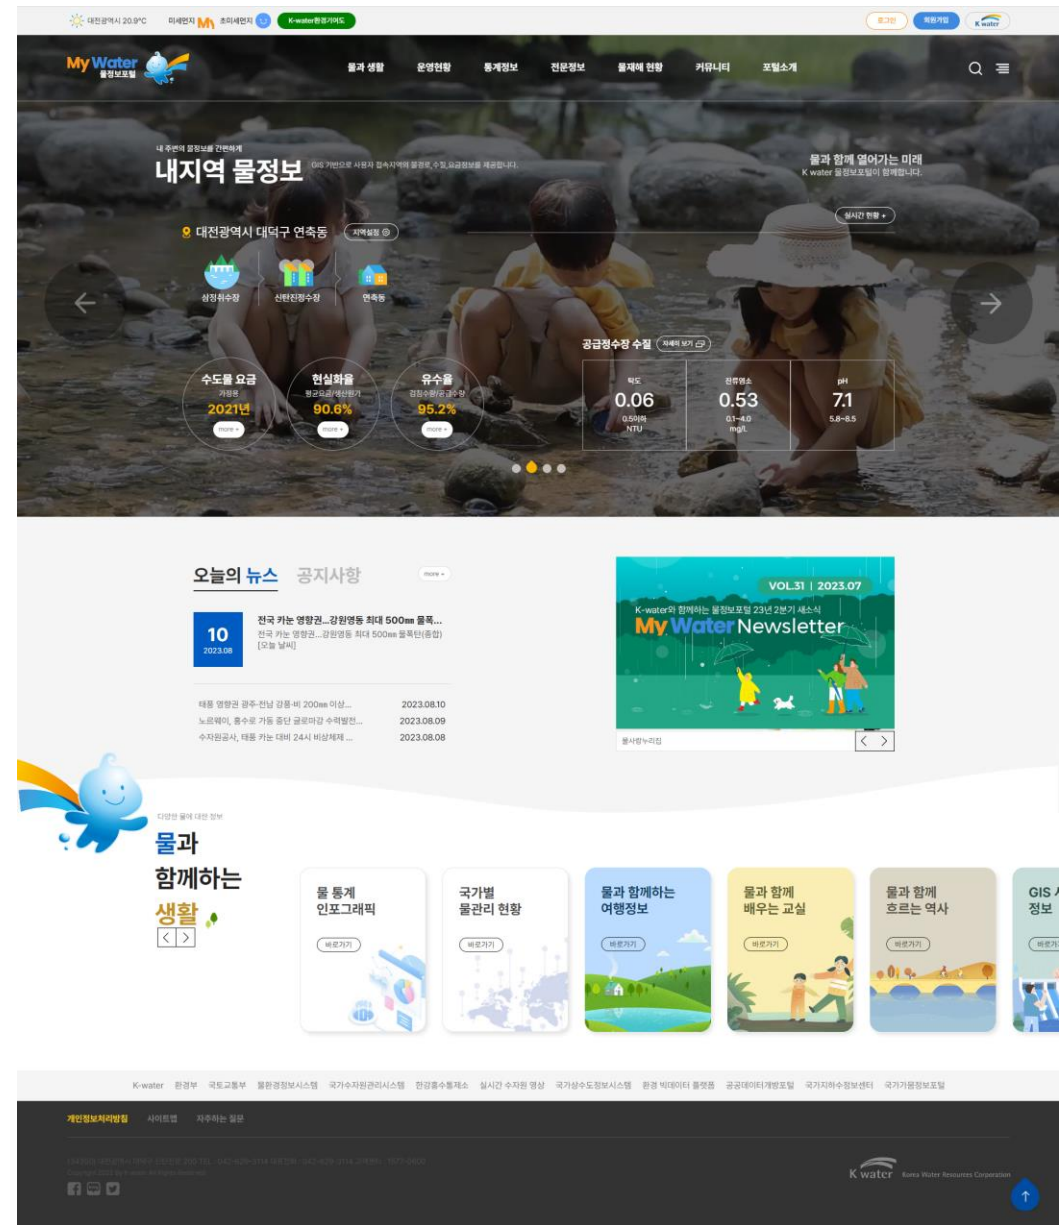 대전광역시 20.9°C 미세먼지 초미세먼지 K-water환경기여도 로그인 회원가입 K water
My Water
물정보포털
물과 생활 운영현황 통계정보 전문정보 물재해 현황 커뮤니티 포털소개
내 주변의 물정보를 간편하게
내지역 물정보
GIS 기반으로 사용자 접속지역의 물경로,수질,요금정보를 제공합니다.
물과 함께 열어가는 미래
K water 물정보포털이 함께합니다.
실시간 현황 +
대전광역시 대덕구 연축동 지역설정
삼정취수장 신탄진정수장 연축동
공급정수장 수질 자세히 보기
수도물 요금 현실화율 유수율
가정용 평균요금/생산원가 검침수량/공급수량
2021년 90.6% 95.2%
more + more + more +
탁도 잔류염소 pH
0.06 0.53 7.1
0.5이하 0.1~4.0 5.8~8.5
NTU mg/L
오늘의 뉴스 공지사항 more +
10
2023.08
전국 카눈 영향권...강원영동 최대 500㎜ 물폭...
전국 카눈 영향권...강원영동 최대 500㎜ 물폭탄(종합)
[오늘 날씨]
태풍 영향권 광주·전남 강풍·비 200㎜ 이상... 2023.08.10
노르웨이, 홍수로 가동 중단 글로마강 수력발전... 2023.08.09
수자원공사, 태풍 카눈 대비 24시 비상체제 ... 2023.08.08
VOL.31 | 2023.07
K-water와 함께하는 물정보포털 23년 2분기 새소식
My Water Newsletter
물사랑누리집
다양한 물에 대한 정보
물과
함께하는
생활
물 통계
인포그래픽
바로가기
국가별
물관리 현황
바로가기
물과 함께하는
여행정보
바로가기
물과 함께
배우는 교실
바로가기
물과 함께
흐르는 역사
바로가기
GIS
정보
K-water 환경부 국토교통부 물환경정보시스템 국가수자원관리시스템 한강홍수통제소 실시간 수자원 영상 국가상수도정보시스템 환경 빅데이터 플랫폼 공공데이터개방포털 국가지하수정보센터 국가가뭄정보포털
개인정보처리방침 사이트맵 자주하는 질문
K water Korea Water Resources Corporation